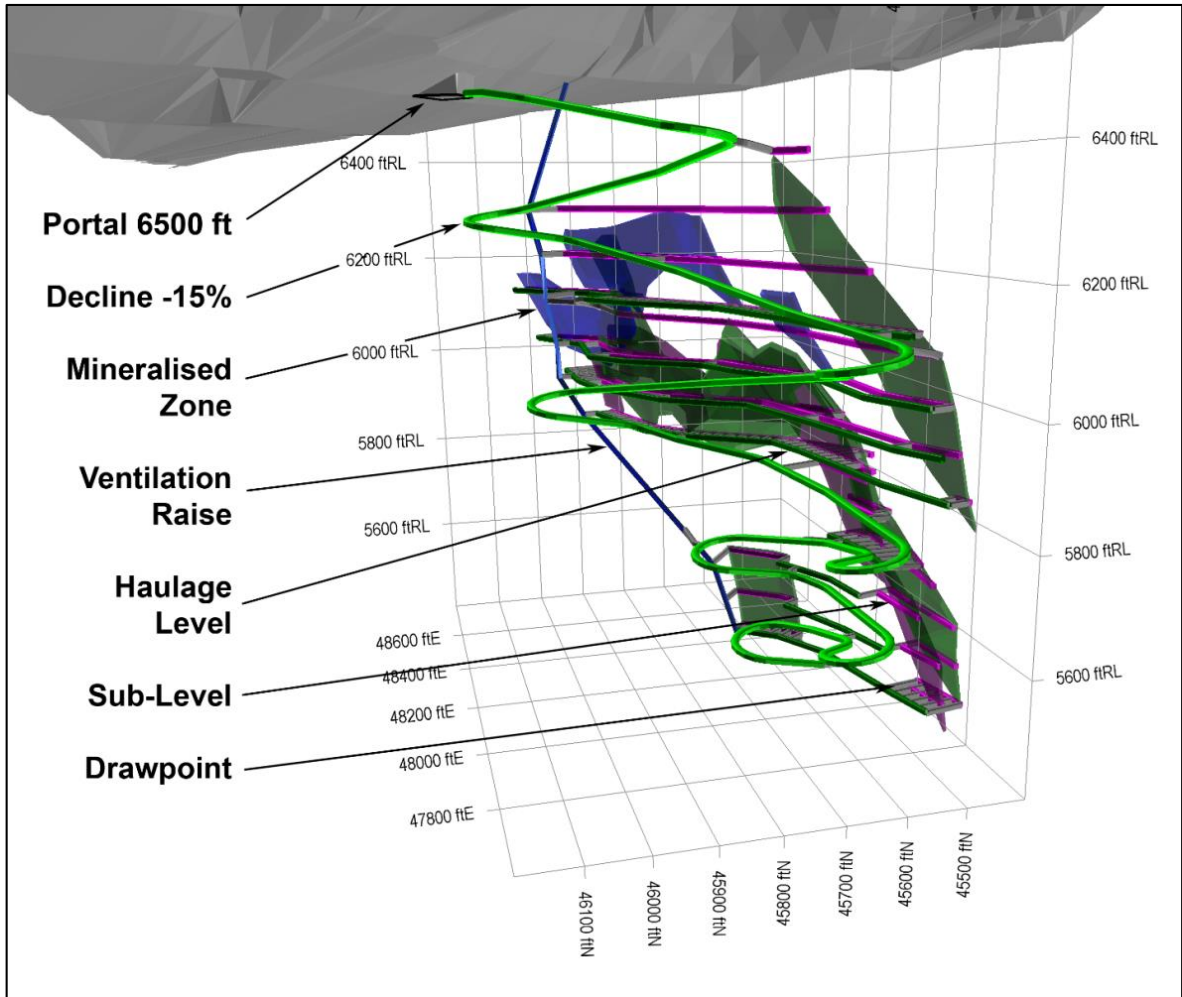 Portal 6500 ft
Decline -15%
Mineralised
Zone
Ventilation
Raise
Haulage
Level
Sub-Level
Drawpoint
6400 ftRL
6200 ftRL
6000 ftRL
5800 ftRL
5600 ftRL
48600 ftE
48400 ftE
48200 ftE
48000 ftE
47800 ftE
46100 ftN
46000 ftN
45900 ftN
45800 ftN
45700 ftN
45600 ftN
45500 ftN
6400 ftRL
6200 ftRL
6000 ftRL
5800 ftRL
5600 ftRL